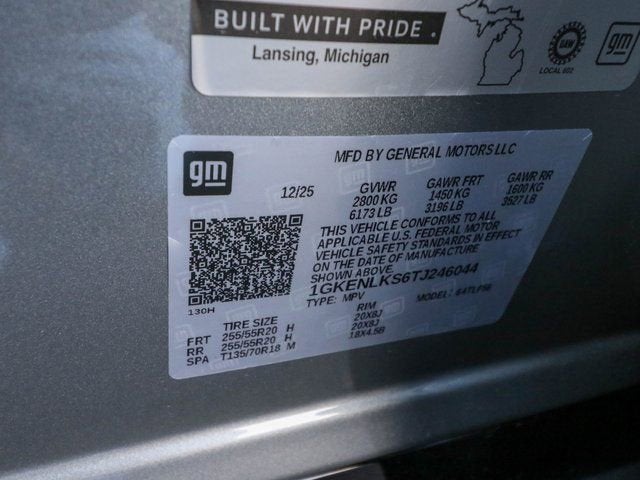 BUILT WITH PRIDE .
Lansing, Michigan
UAW
LOCAL 602
gm
gm
MFD BY GENERAL MOTORS LLC
12/25
GVWR GAWR FRT GAWR RR
2800 KG 1450 KG 1600 KG
6173 LB 3196 LB 3527 LB
THIS VEHICLE CONFORMS TO ALL
APPLICABLE U.S. FEDERAL MOTOR
VEHICLE SAFETY STANDARDS IN EFFECT
ON THE DATE OF MANUFACTURE
SHOWN ABOVE.
1GKENLKS6TJ246044
TYPE: MPV MODEL:
130H
TIRE SIZE RIM
FRT 255/55R20 H 20X8J
RR 255/55R20 H 20X8J
SPA T135/70R18 M 18X4.5B